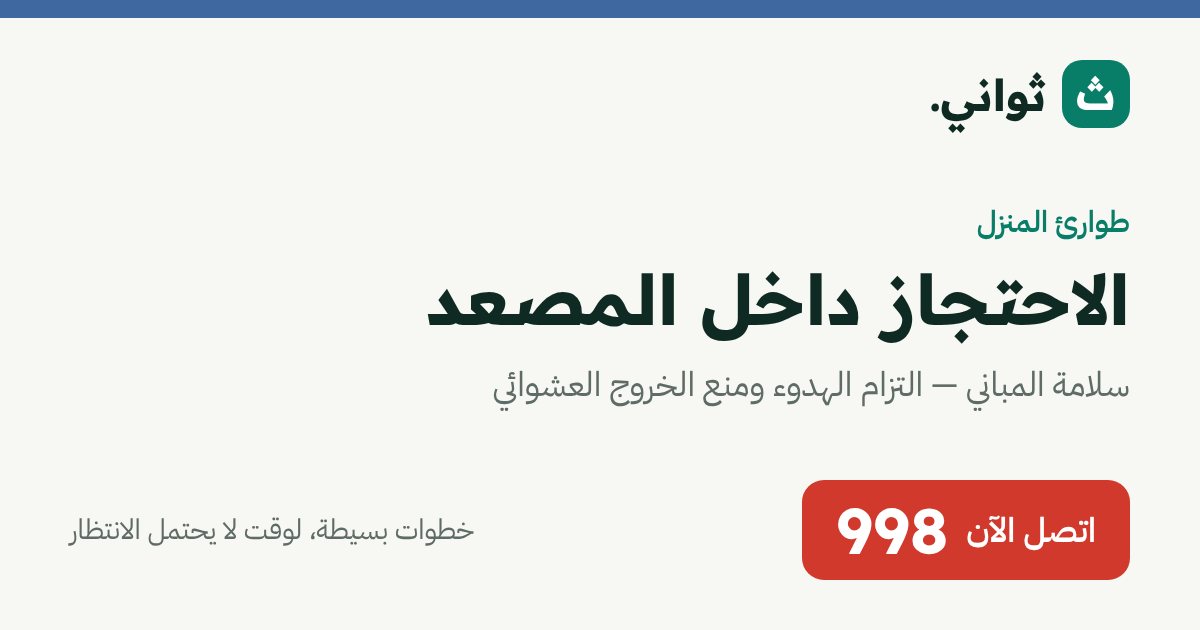 ث
ثواني.
طوارئ المنزل
الاحتجاز داخل المصعد
سلامة المباني — التزام الهدوء ومنع الخروج العشوائي
اتصل الآن 998
خطوات بسيطة، لوقت لا يحتمل الانتظار